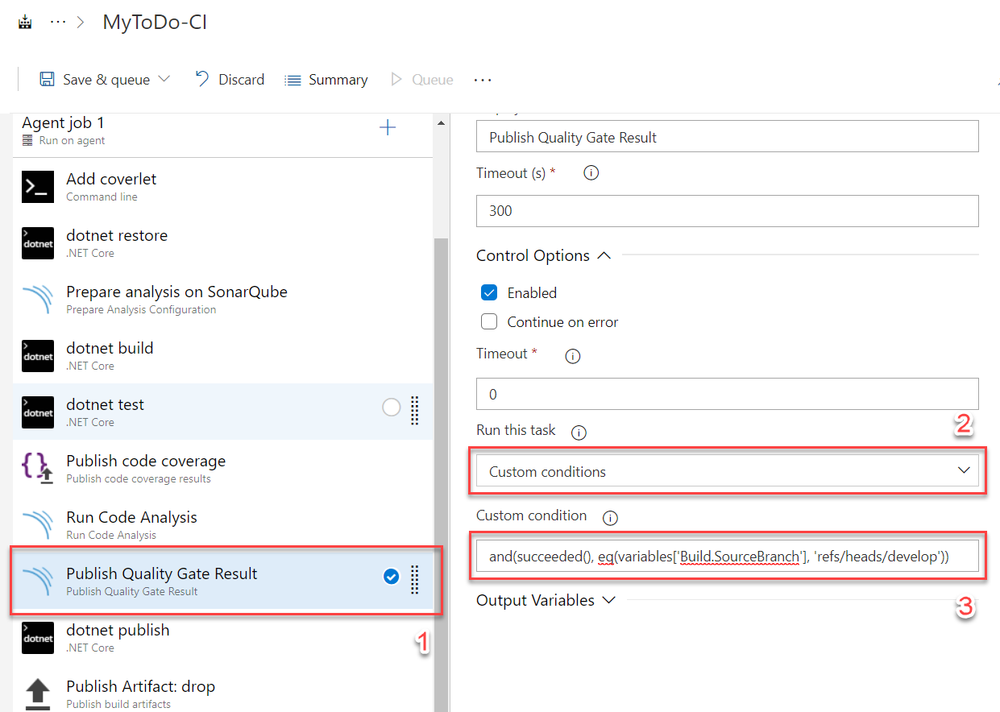 ··· > MyToDo-CI
Save & queue Discard Summary Queue ···
Agent job 1
Run on agent
Add coverlet
Command line
dotnet restore
.NET Core
Prepare analysis on SonarQube
Prepare Analysis Configuration
dotnet build
.NET Core
dotnet test
.NET Core
Publish code coverage
Publish code coverage results
Run Code Analysis
Run Code Analysis
Publish Quality Gate Result
Publish Quality Gate Result
1
dotnet publish
.NET Core
Publish Artifact: drop
Publish build artifacts
>_
>
dotnet
>
dotnet
>
dotnet
{}
>
dotnet
Publish Quality Gate Result
Timeout (s) *
300
Control Options
Enabled
Continue on error
Timeout *
0
Run this task
2
Custom conditions
Custom condition
and(succeeded(), eq(variables['Build.SourceBranch'], 'refs/heads/develop'))
Output Variables
3